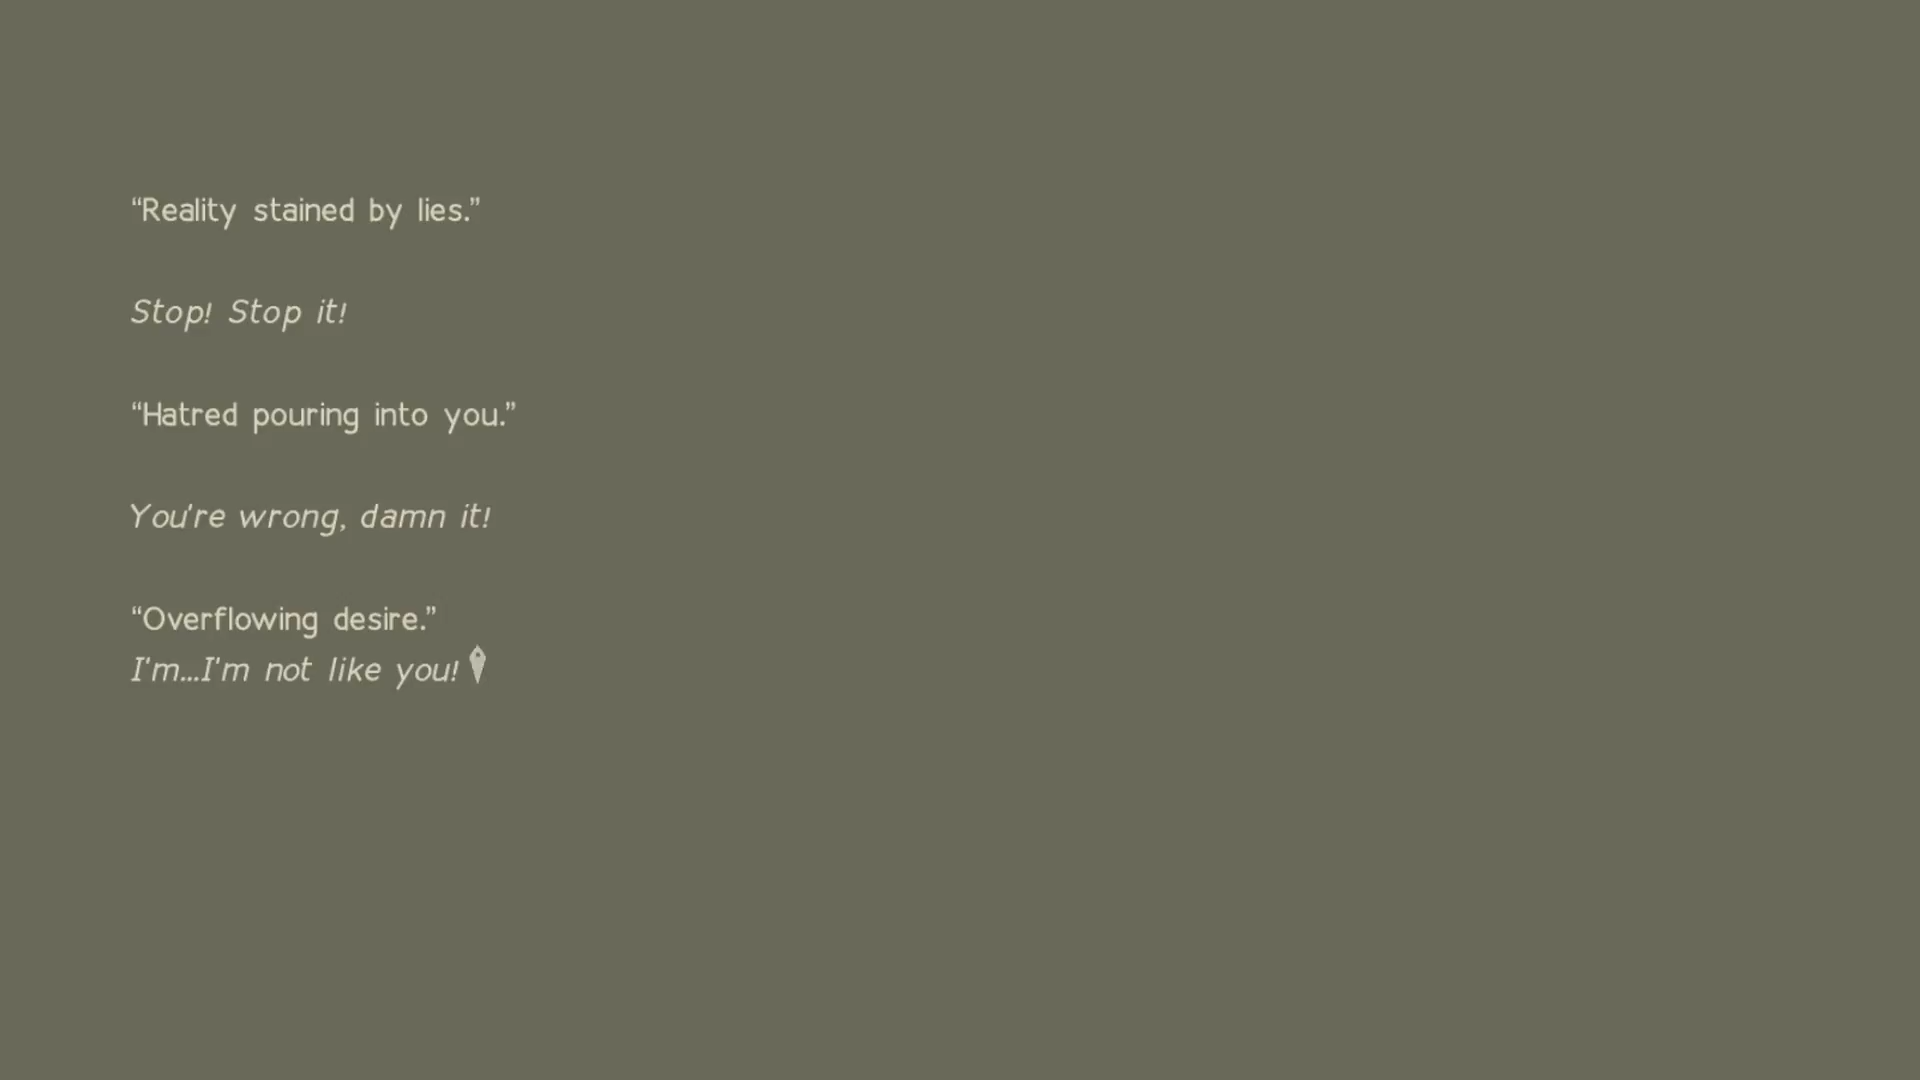 “Reality stained by lies.”
Stop! Stop it!
“Hatred pouring into you.”
You're wrong, damn it!
“Overflowing desire.”
I'm...I'm not like you!